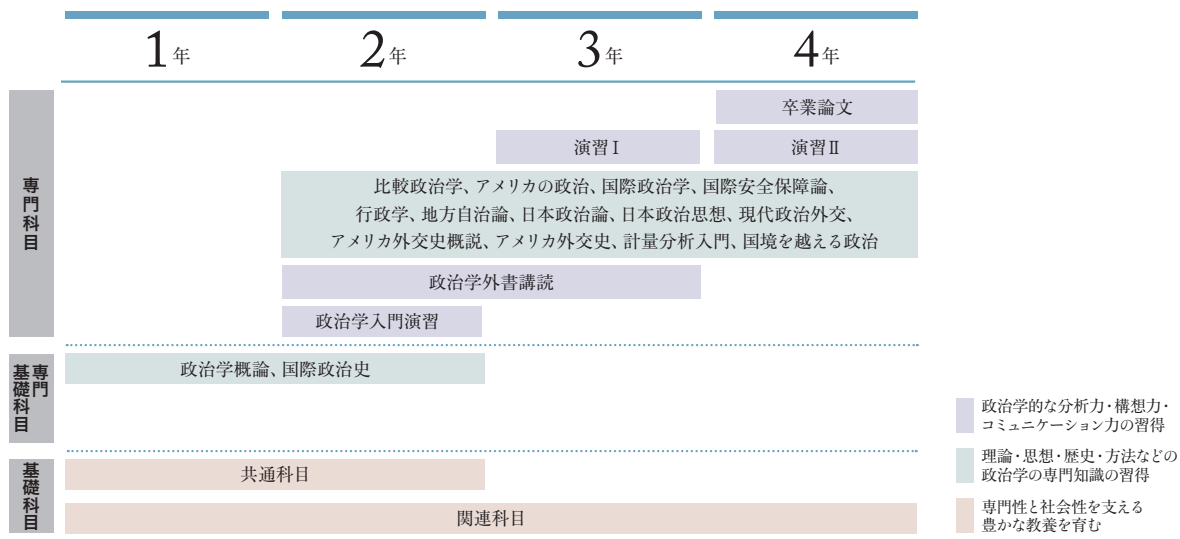 1年
2年
3年
4年
専門科目
卒業論文
演習Ⅰ
演習Ⅱ
比較政治学、アメリカの政治、国際政治学、国際安全保障論、
行政学、地方自治論、日本政治論、日本政治思想、現代政治外交、
アメリカ外交史概説、アメリカ外交史、計量分析入門、国境を越える政治
政治学外書講読
政治学入門演習
専門
基礎科目
政治学概論、国際政治史
基礎科目
共通科目
関連科目
政治学的な分析力・構想力・
コミュニケーション力の習得
理論・思想・歴史・方法などの
政治学の専門知識の習得
専門性と社会性を支える
豊かな教養を育む